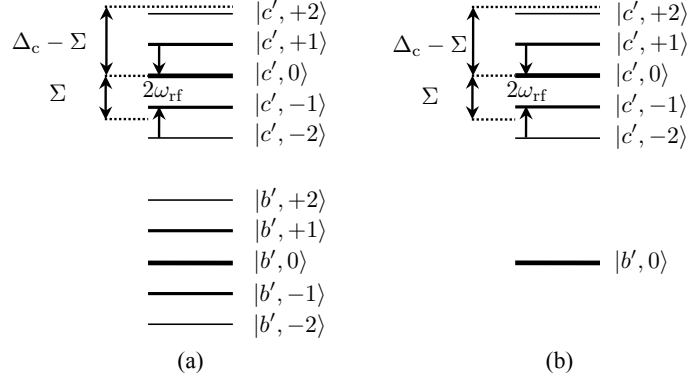 |c′, +2⟩
Δc − Σ
|c′, +1⟩
|c′, 0⟩
Σ
2ωrf
|c′, −1⟩
|c′, −2⟩
|b′, +2⟩
|b′, +1⟩
|b′, 0⟩
|b′, −1⟩
|b′, −2⟩
(a)
|c′, +2⟩
Δc − Σ
|c′, +1⟩
|c′, 0⟩
Σ
2ωrf
|c′, −1⟩
|c′, −2⟩
|b′, 0⟩
(b)